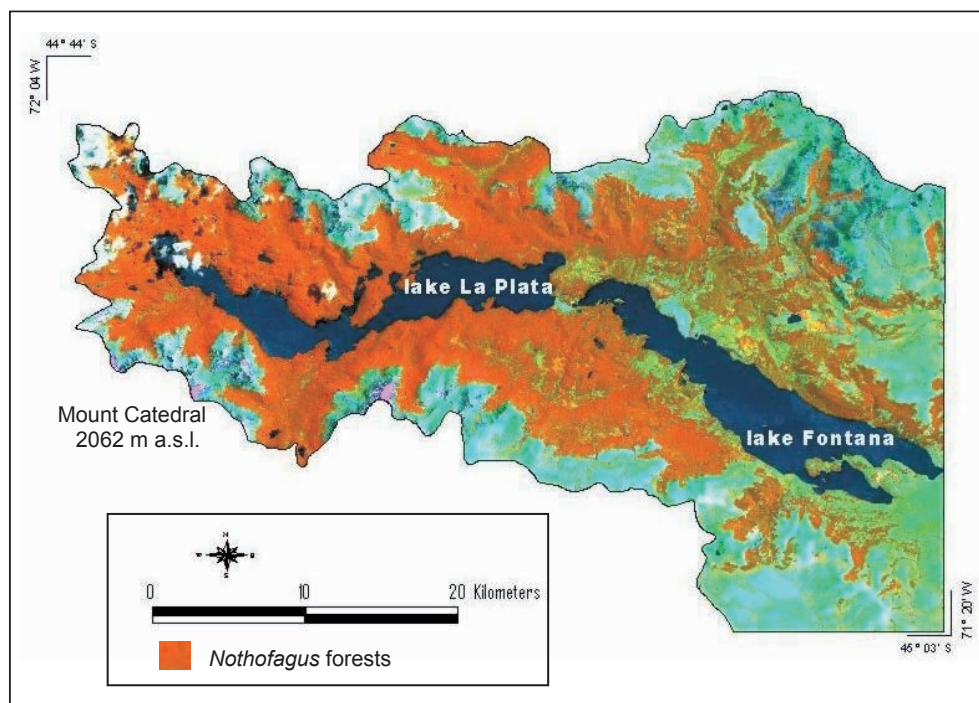 44° 44' S
72° 04 W
lake La Plata
Mount Catedral
2062 m a.s.l.
lake Fontana
N
S
0 10 20 Kilometers
Nothofagus forests
71° 20' W
45° 03' S